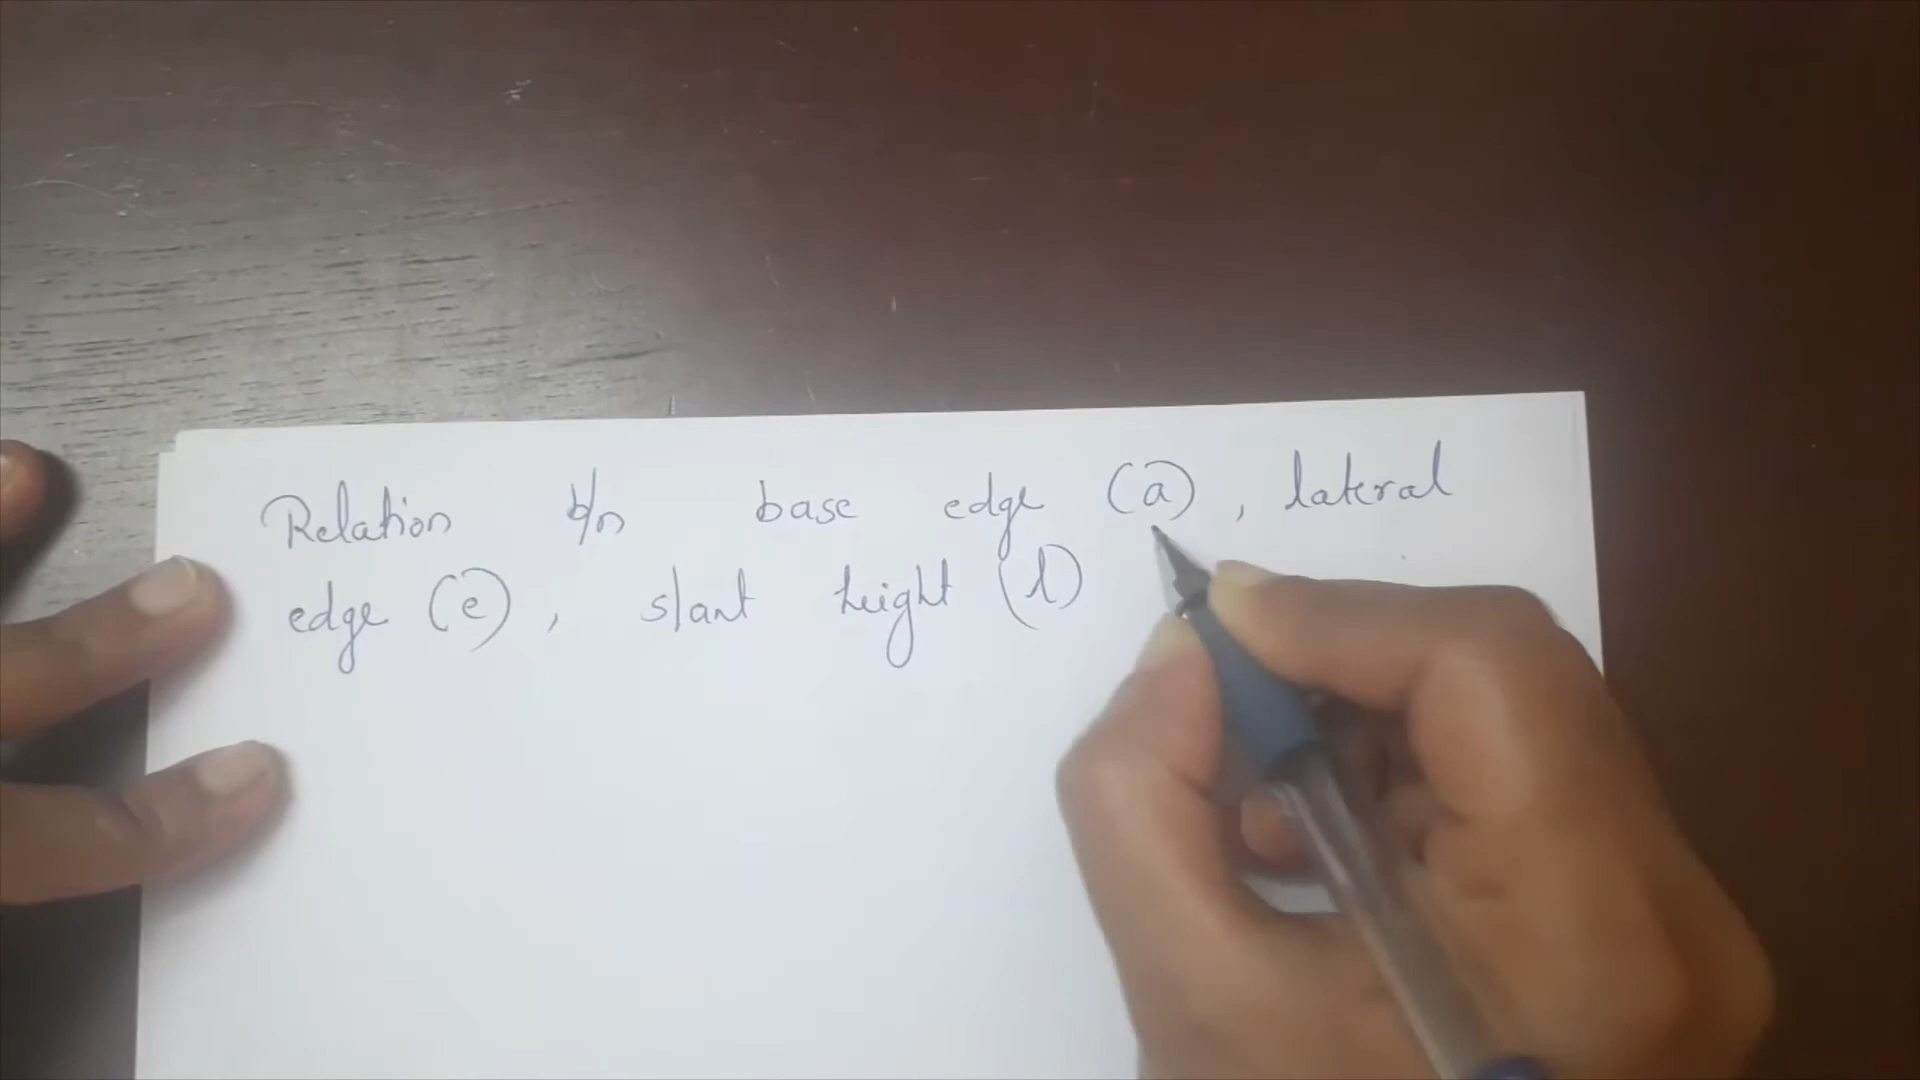 Relation b/n base edge (a), lateral
edge (e), slant height (l)